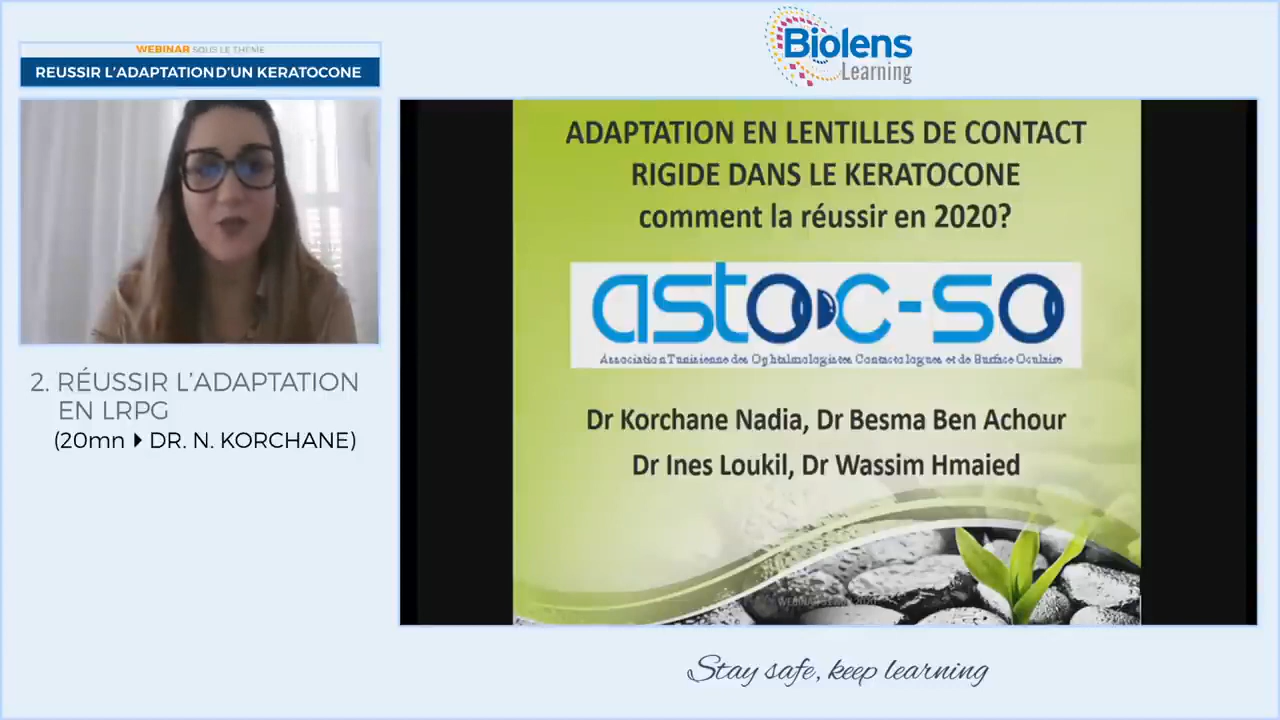 Biolens
Learning
WEBINAR SOUS LE THÈME
REUSSIR L'ADAPTATION D'UN KERATOCONE
2. RÉUSSIR L'ADAPTATION
EN LRPG
(20mn DR. N. KORCHANE)
ADAPTATION EN LENTILLES DE CONTACT
RIGIDE DANS LE KERATOCONE
comment la réussir en 2020?
astoc-so
Association Tunisienne des Ophtalmologistes Contactologues et de Surface Oculaire
Dr Korchane Nadia, Dr Besma Ben Achour
Dr Ines Loukil, Dr Wassim Hmaied
WEBINAR
Stay safe, keep learning